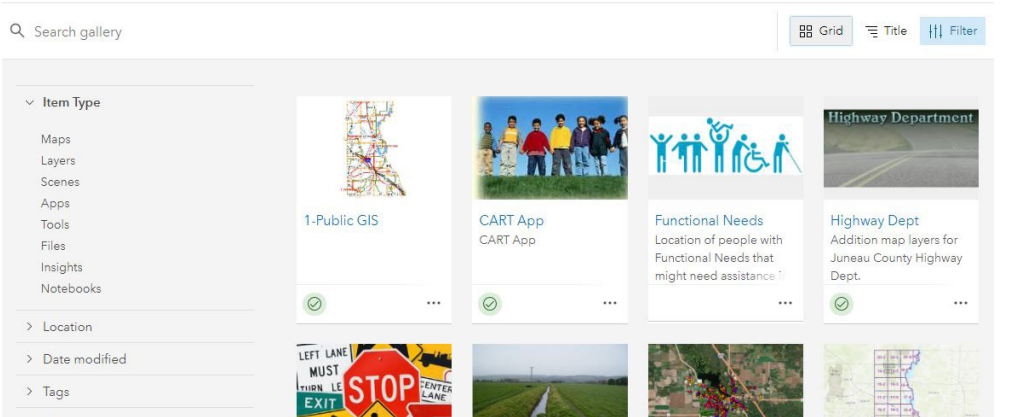 Search gallery
Grid
Title
Filter
Item Type
Maps
Layers
Scenes
Apps
Tools
Files
Insights
Notebooks
Location
Date modified
Tags
1-Public GIS
CART App
CART App
Functional Needs
Location of people with
Functional Needs that
might need assistance
Highway Department
Highway Dept
Addition map layers for
Juneau County Highway
Dept.
LEFT LANE
MUST
TURN LE
EXIT
STOP
CENTER
LANE